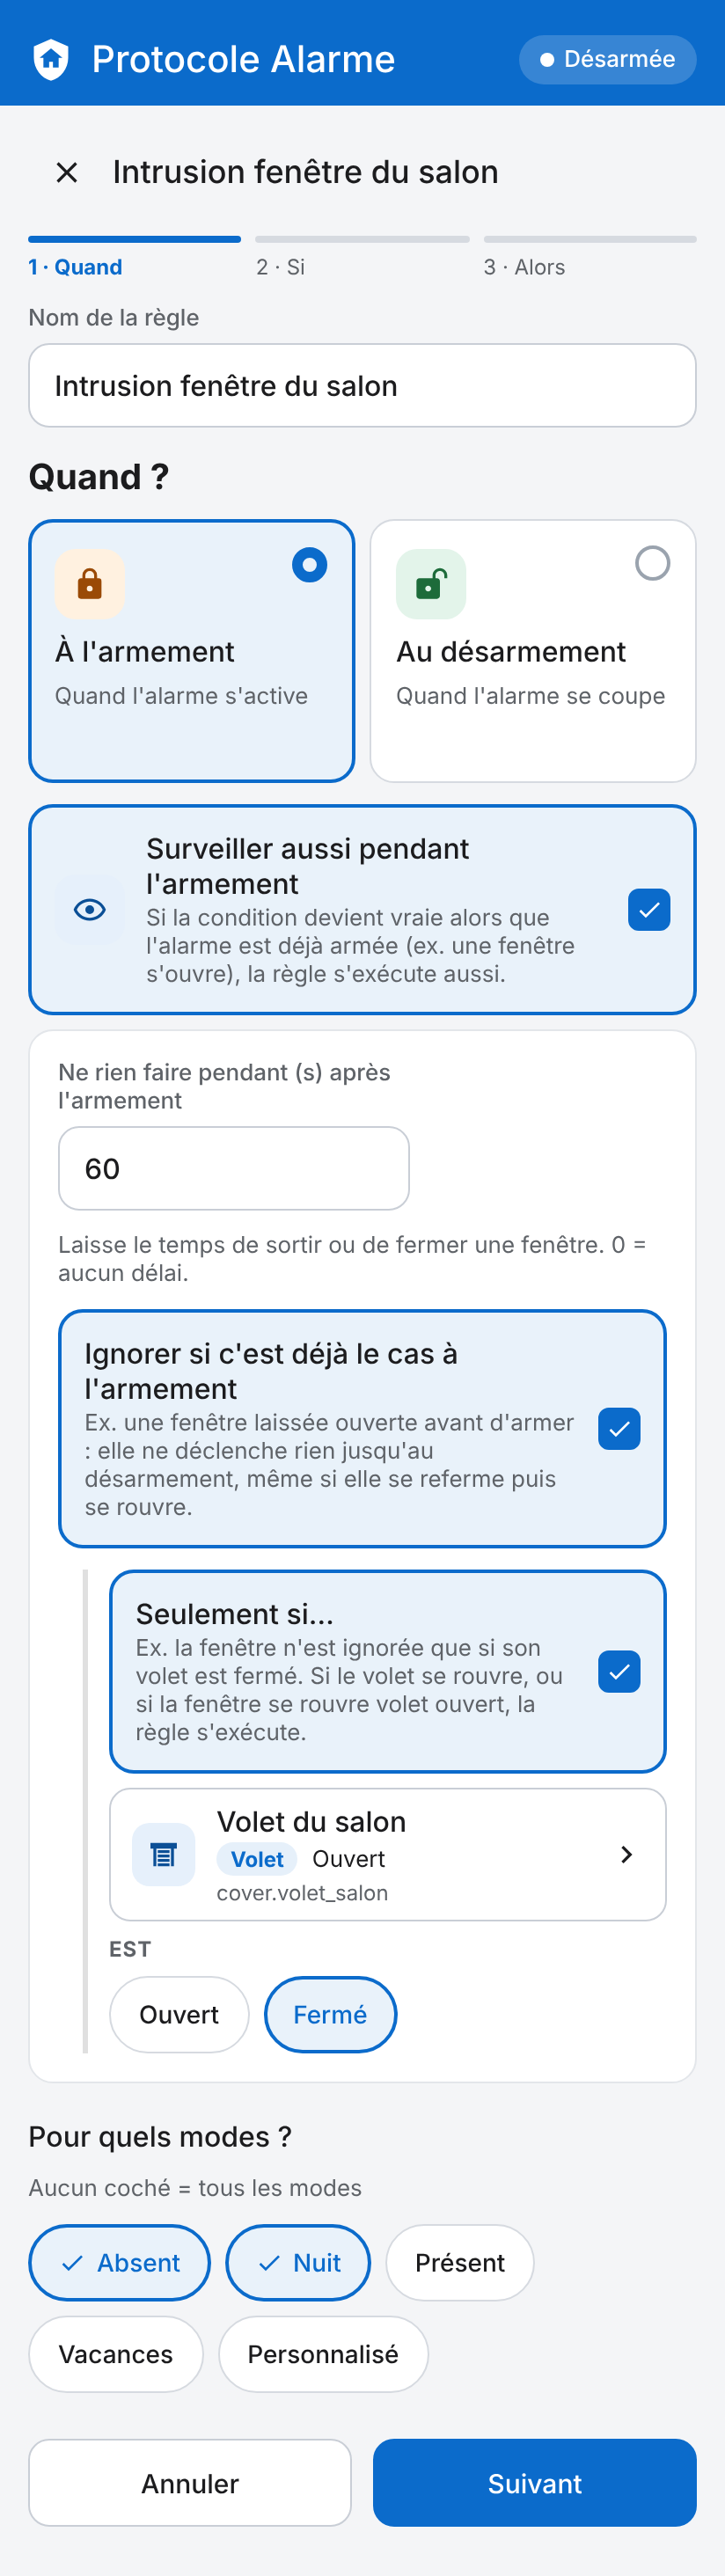 Protocole Alarme
Désarmée
Intrusion fenêtre du salon
1 · Quand
2 · Si
3 · Alors
Nom de la règle
Intrusion fenêtre du salon
Quand ?
À l'armement
Quand l'alarme s'active
Au désarmement
Quand l'alarme se coupe
Surveiller aussi pendant
l'armement
Si la condition devient vraie alors que
l'alarme est déjà armée (ex. une fenêtre
s'ouvre), la règle s'exécute aussi.
Ne rien faire pendant (s) après
l'armement
60
Laisse le temps de sortir ou de fermer une fenêtre. 0 =
aucun délai.
Ignorer si c'est déjà le cas à
l'armement
Ex. une fenêtre laissée ouverte avant d'armer
: elle ne déclenche rien jusqu'au
désarmement, même si elle se referme puis
se rouvre.
Seulement si…
Ex. la fenêtre n'est ignorée que si son
volet est fermé. Si le volet se rouvre, ou
si la fenêtre se rouvre volet ouvert, la
règle s'exécute.
Volet du salon
Volet Ouvert
cover.volet_salon
EST
Ouvert
Fermé
Pour quels modes ?
Aucun coché = tous les modes
Absent
Nuit
Présent
Vacances
Personnalisé
Annuler
Suivant